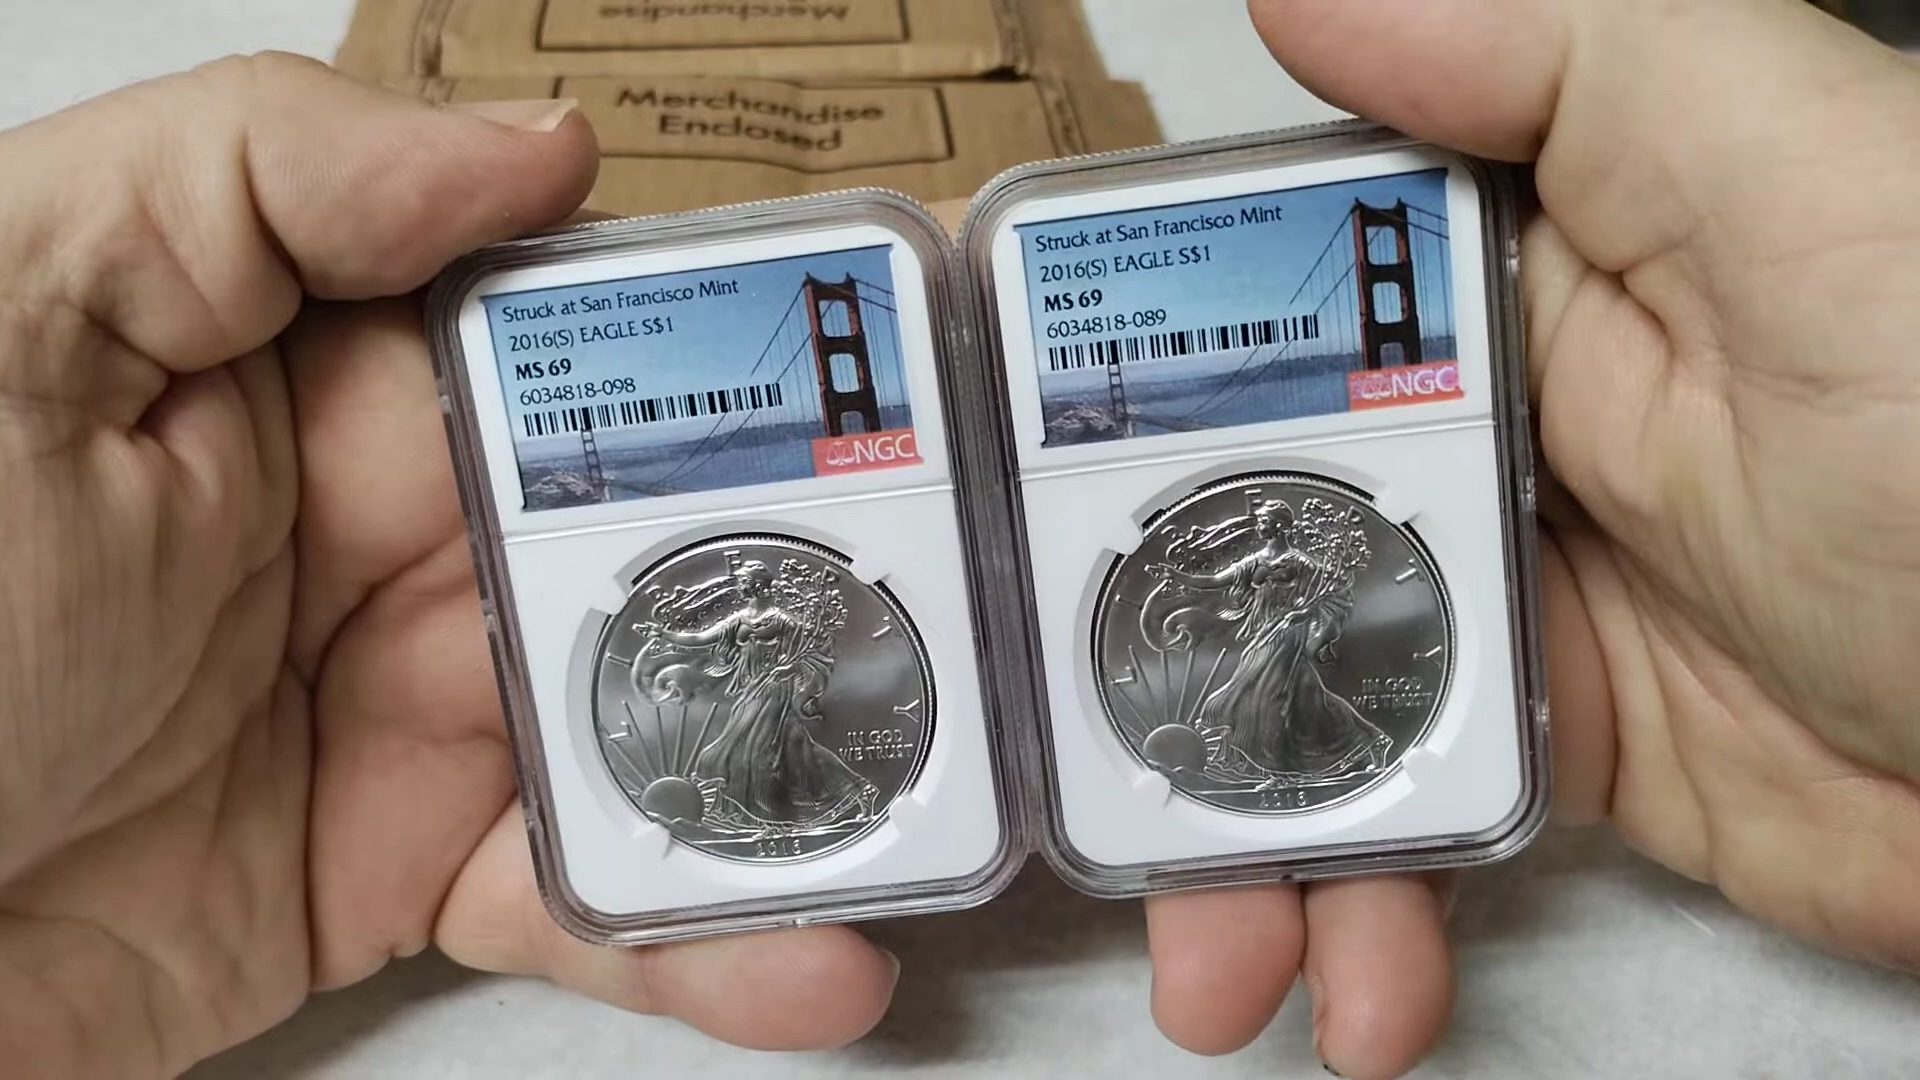 Merchandise
Merchandise
Enclosed
Struck at San Francisco Mint
2016(S) EAGLE S$1
MS 69
6034818-098
NGC
LIBERTY
IN GOD
WE TRUST
2016
Struck at San Francisco Mint
2016(S) EAGLE S$1
MS 69
6034818-089
NGC
LIBERTY
IN GOD
WE TRUST
2016